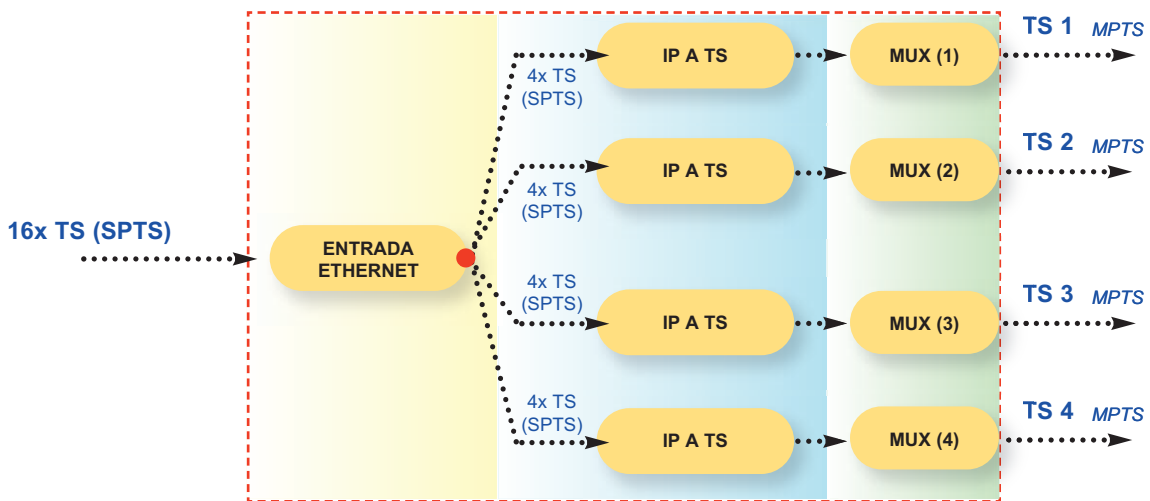 16x TS (SPTS)
ENTRADA
ETHERNET
4x TS
(SPTS)
IP A TS
MUX (1)
TS 1 MPTS
4x TS
(SPTS)
IP A TS
MUX (2)
TS 2 MPTS
4x TS
(SPTS)
IP A TS
MUX (3)
TS 3 MPTS
4x TS
(SPTS)
IP A TS
MUX (4)
TS 4 MPTS